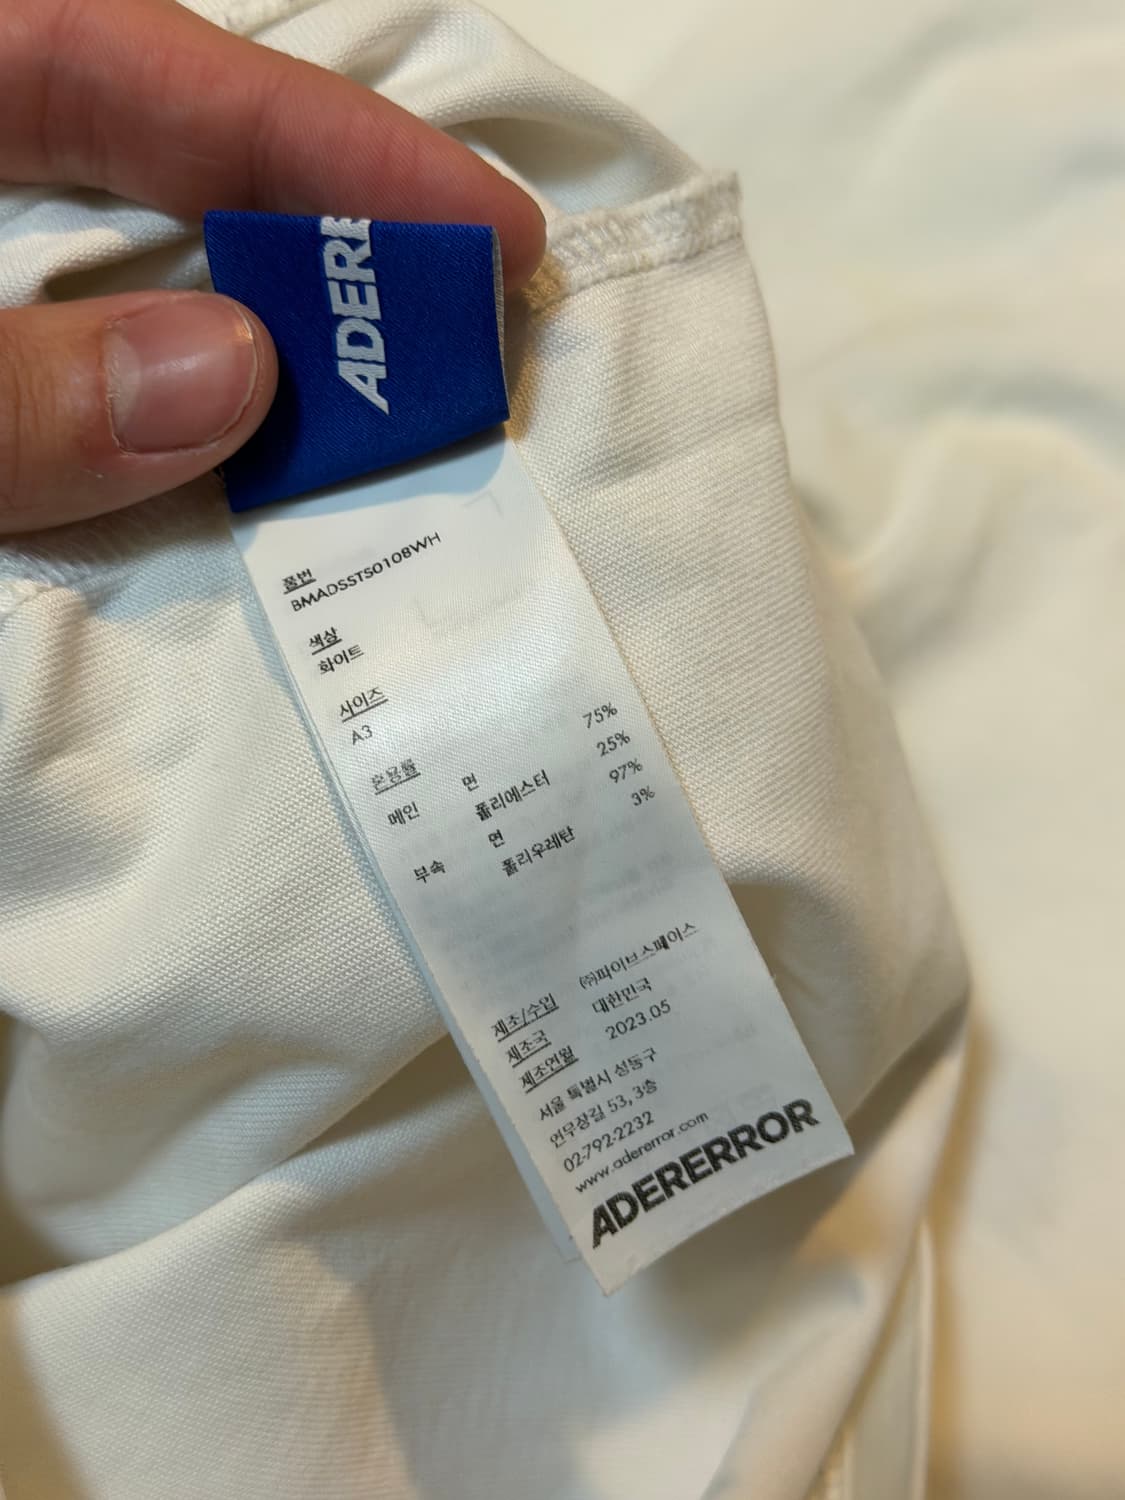 ADERE
품번
BMADSSTS0108WH
색상
화이트
사이즈
A3
혼용률
메인 면 75%
폴리에스터 25%
부속 면 97%
폴리우레탄 3%
제조/수입 ㈜파이브스페이스
제조국 대한민국
제조연월 2023.05
서울 특별시 성동구
연무장길 53, 3층
02-792-2232
www.adererror.com
ADERERROR